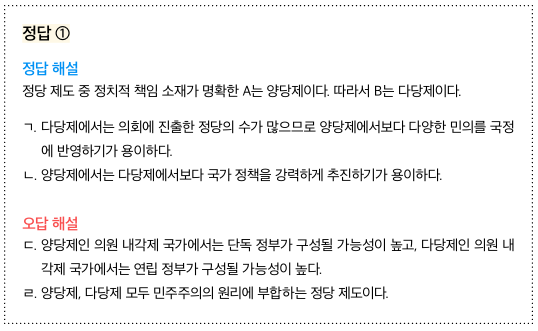 정답 ①
정답 해설
정당 제도 중 정치적 책임 소재가 명확한 A는 양당제이다. 따라서 B는 다당제이다.
ㄱ. 다당제에서는 의회에 진출한 정당의 수가 많으므로 양당제에서보다 다양한 민의를 국정
에 반영하기가 용이하다.
ㄴ. 양당제에서는 다당제에서보다 국가 정책을 강력하게 추진하기가 용이하다.
오답 해설
ㄷ. 양당제인 의원 내각제 국가에서는 단독 정부가 구성될 가능성이 높고, 다당제인 의원 내
각제 국가에서는 연립 정부가 구성될 가능성이 높다.
ㄹ. 양당제, 다당제 모두 민주주의의 원리에 부합하는 정당 제도이다.